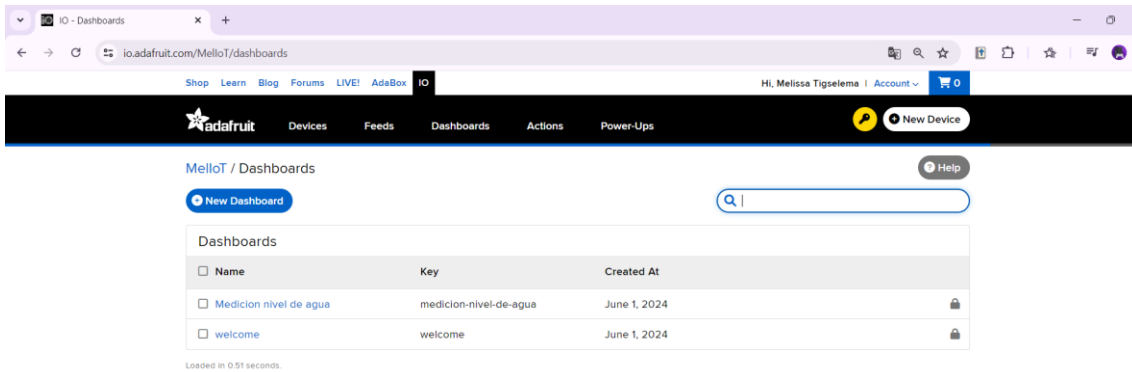 IO - Dashboards
io.adafruit.com/MelloT/dashboards
Shop Learn Blog Forums LIVE! AdaBox IO Hi, Melissa Tigselema | Account 0
adafruit Devices Feeds Dashboards Actions Power-Ups New Device
MelloT / Dashboards Help
New Dashboard
Dashboards
Name Key Created At
Medicion nivel de agua medicion-nivel-de-agua June 1, 2024
welcome welcome June 1, 2024
Loaded in 0.51 seconds.